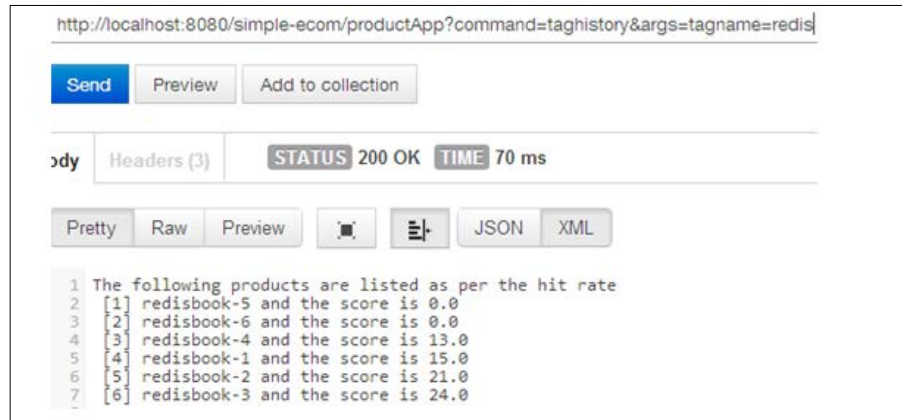 http://localhost:8080/simple-ecom/productApp?command=taghistory&args=tagname=redis
Send Preview Add to collection
ody Headers (3) STATUS 200 OK TIME 70 ms
Pretty Raw Preview JSON XML
1 The following products are listed as per the hit rate
2 [1] redisbook-5 and the score is 0.0
3 [2] redisbook-6 and the score is 0.0
4 [3] redisbook-4 and the score is 13.0
5 [4] redisbook-1 and the score is 15.0
6 [5] redisbook-2 and the score is 21.0
7 [6] redisbook-3 and the score is 24.0